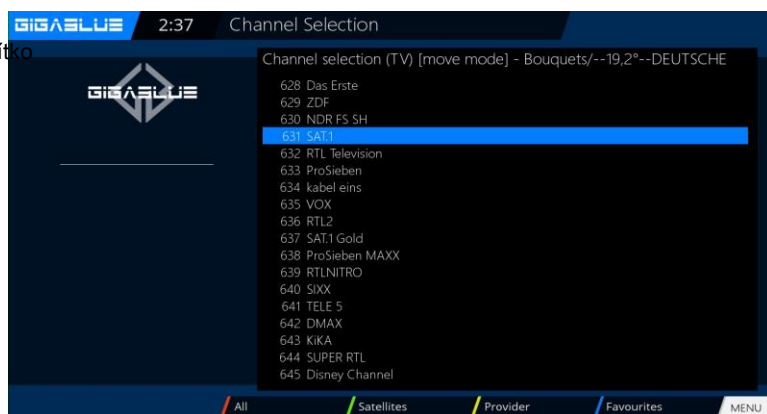 GIGABLUE 2:37 Channel Selection
ítko
Channel selection (TV) [move mode] - Bouquets/--19,2°--DEUTSCHE
GIGABLUE
628 Das Erste
629 ZDF
630 NDR FS SH
631 SAT.1
632 RTL Television
633 ProSieben
634 kabel eins
635 VOX
636 RTL2
637 SAT.1 Gold
638 ProSieben MAXX
639 RTLNITRO
640 SIXX
641 TELE 5
642 DMAX
643 KiKA
644 SUPER RTL
645 Disney Channel
All Satellites Provider Favourites MENU